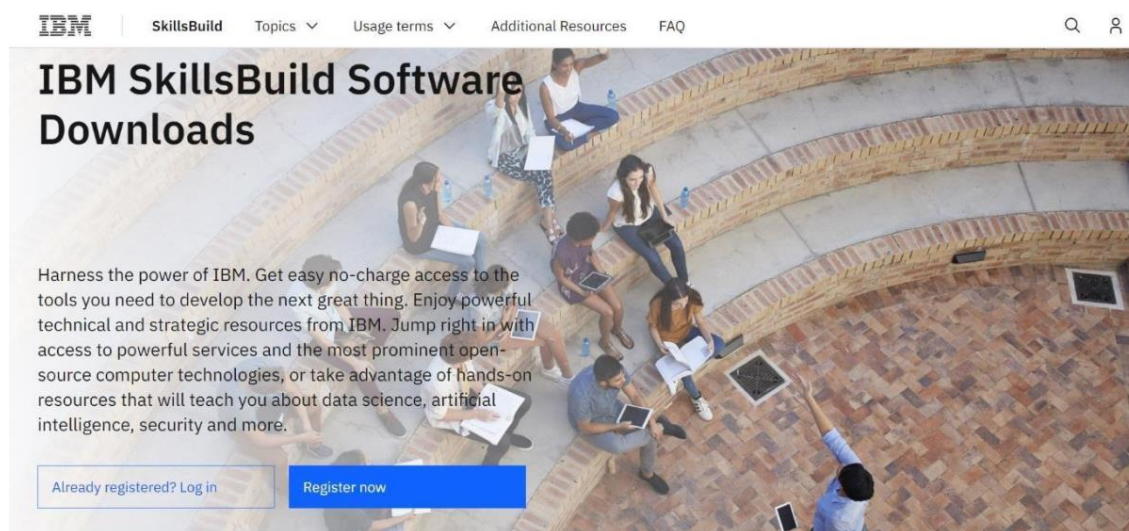 IBM SkillsBuild Topics Usage terms Additional Resources FAQ
IBM SkillsBuild Software
Downloads
Harness the power of IBM. Get easy no-charge access to the
tools you need to develop the next great thing. Enjoy powerful
technical and strategic resources from IBM. Jump right in with
access to powerful services and the most prominent open-
source computer technologies, or take advantage of hands-on
resources that will teach you about data science, artificial
intelligence, security and more.
Already registered? Log in Register now